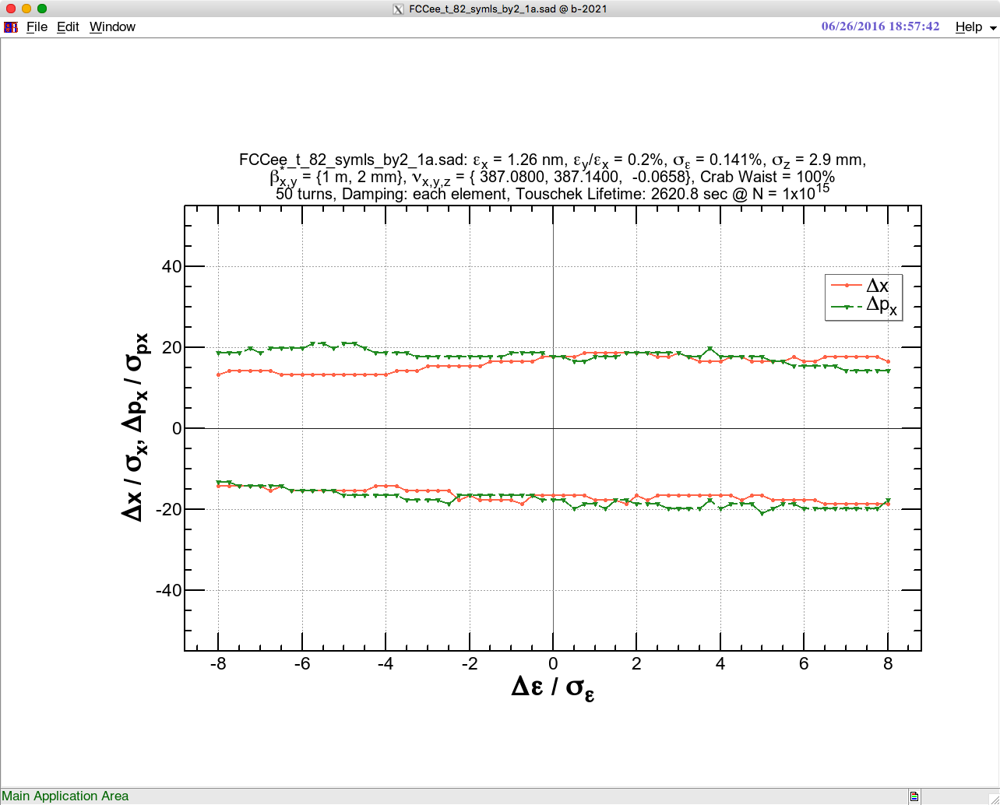 FCCee_t_82_symls_by2_1a.sad @ b-2021
File Edit Window 06/26/2016 18:57:42 Help
FCCee_t_82_symls_by2_1a.sad: εx = 1.26 nm, εy/εx = 0.2%, σε = 0.141%, σz = 2.9 mm,
β*x,y = {1 m, 2 mm}, νx,y,z = { 387.0800, 387.1400,  -0.0658}, Crab Waist = 100%
50 turns, Damping: each element, Touschek Lifetime: 2620.8 sec @ N = 1x10^15
40
20
0
-20
-40
Δx / σx, Δpx / σpx
Δx
Δpx
-8 -6 -4 -2 0 2 4 6 8
Δε / σε
Main Application Area